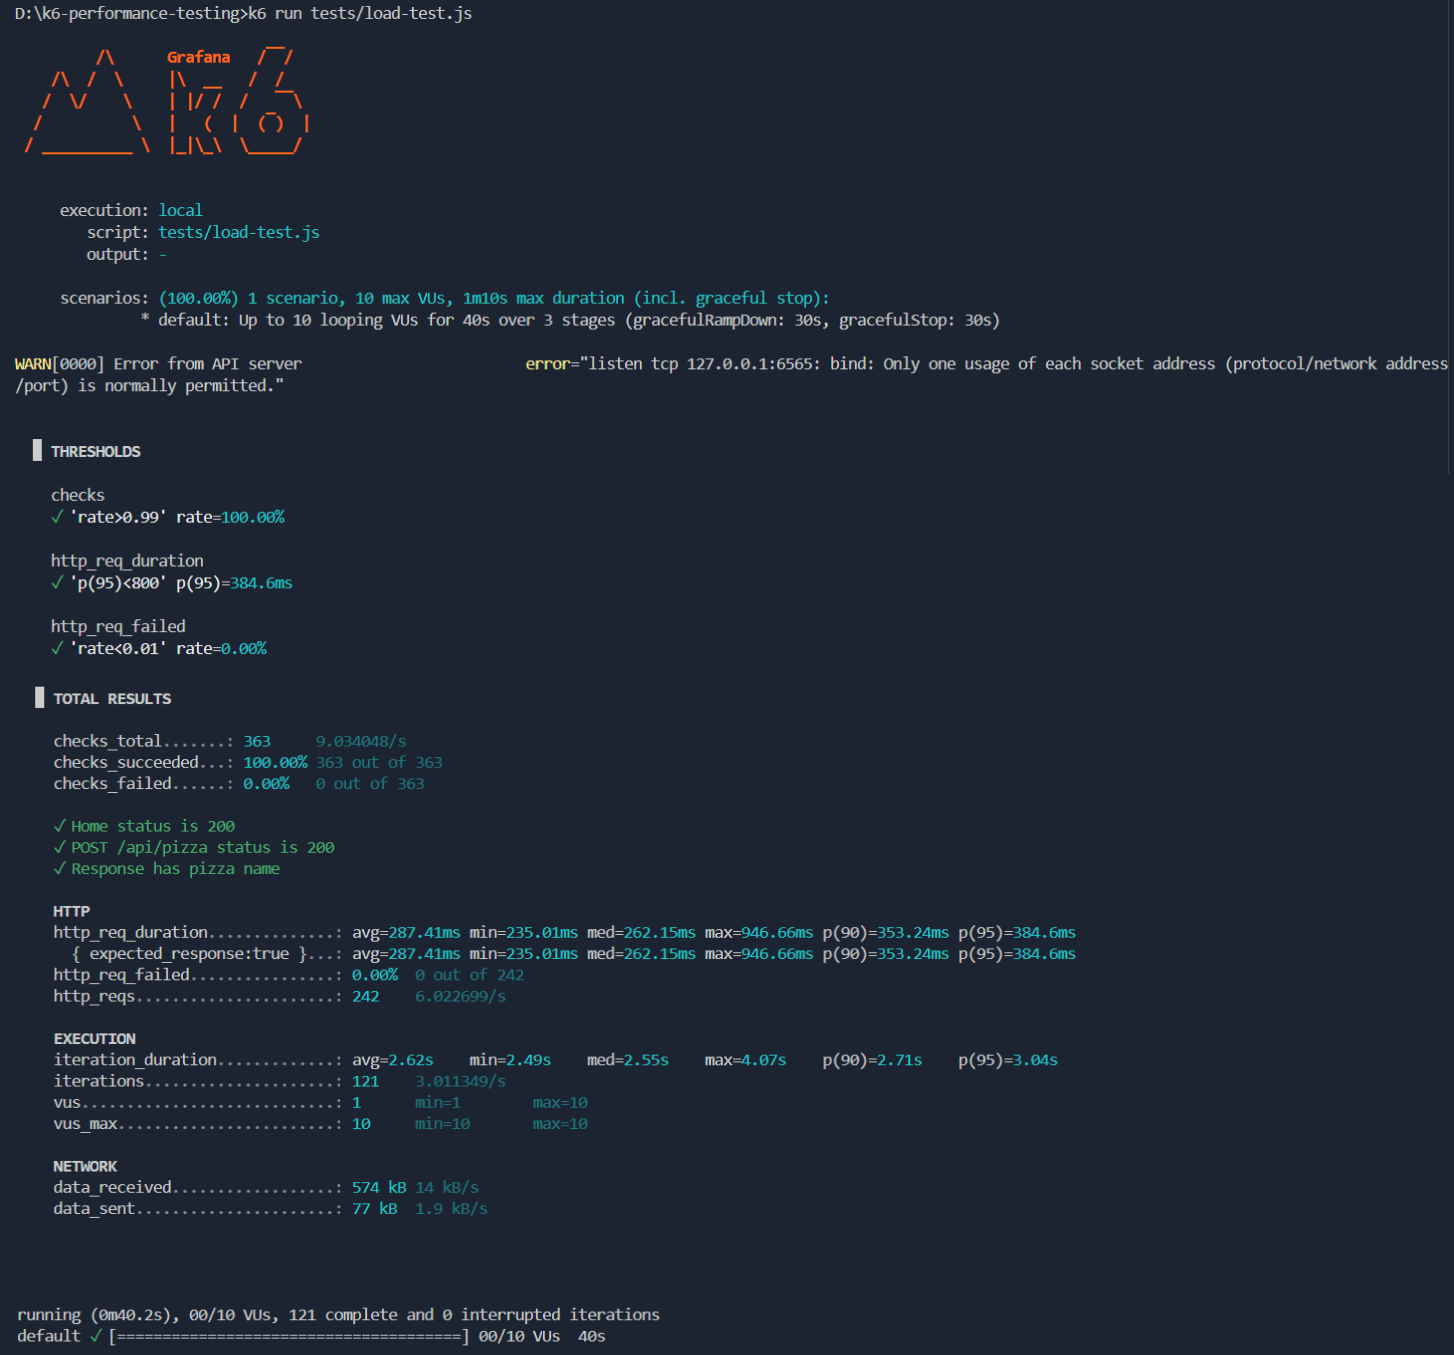 D:\k6-performance-testing>k6 run tests/load-test.js
Grafana
k6
execution: local
script: tests/load-test.js
output: -
scenarios: (100.00%) 1 scenario, 10 max VUs, 1m10s max duration (incl. graceful stop):
* default: Up to 10 looping VUs for 40s over 3 stages (gracefulRampDown: 30s, gracefulStop: 30s)
WARN[0000] Error from API server error="listen tcp 127.0.0.1:6565: bind: Only one usage of each socket address (protocol/network address
/port) is normally permitted."
THRESHOLDS
checks
✓ 'rate>0.99' rate=100.00%
http_req_duration
✓ 'p(95)<800' p(95)=384.6ms
http_req_failed
✓ 'rate<0.01' rate=0.00%
TOTAL RESULTS
checks_total.......: 363 9.034048/s
checks_succeeded...: 100.00% 363 out of 363
checks_failed......: 0.00% 0 out of 363
✓ Home status is 200
✓ POST /api/pizza status is 200
✓ Response has pizza name
HTTP
http_req_duration..............: avg=287.41ms min=235.01ms med=262.15ms max=946.66ms p(90)=353.24ms p(95)=384.6ms
{ expected_response:true }...: avg=287.41ms min=235.01ms med=262.15ms max=946.66ms p(90)=353.24ms p(95)=384.6ms
http_req_failed................: 0.00% 0 out of 242
http_reqs......................: 242 6.022699/s
EXECUTION
iteration_duration.............: avg=2.62s min=2.49s med=2.55s max=4.07s p(90)=2.71s p(95)=3.04s
iterations.....................: 121 3.011349/s
vus............................: 1 min=1 max=10
vus_max........................: 10 min=10 max=10
NETWORK
data_received..................: 574 kB 14 kB/s
data_sent......................: 77 kB 1.9 kB/s
running (0m40.2s), 00/10 VUs, 121 complete and 0 interrupted iterations
default ✓ [======================================] 00/10 VUs 40s